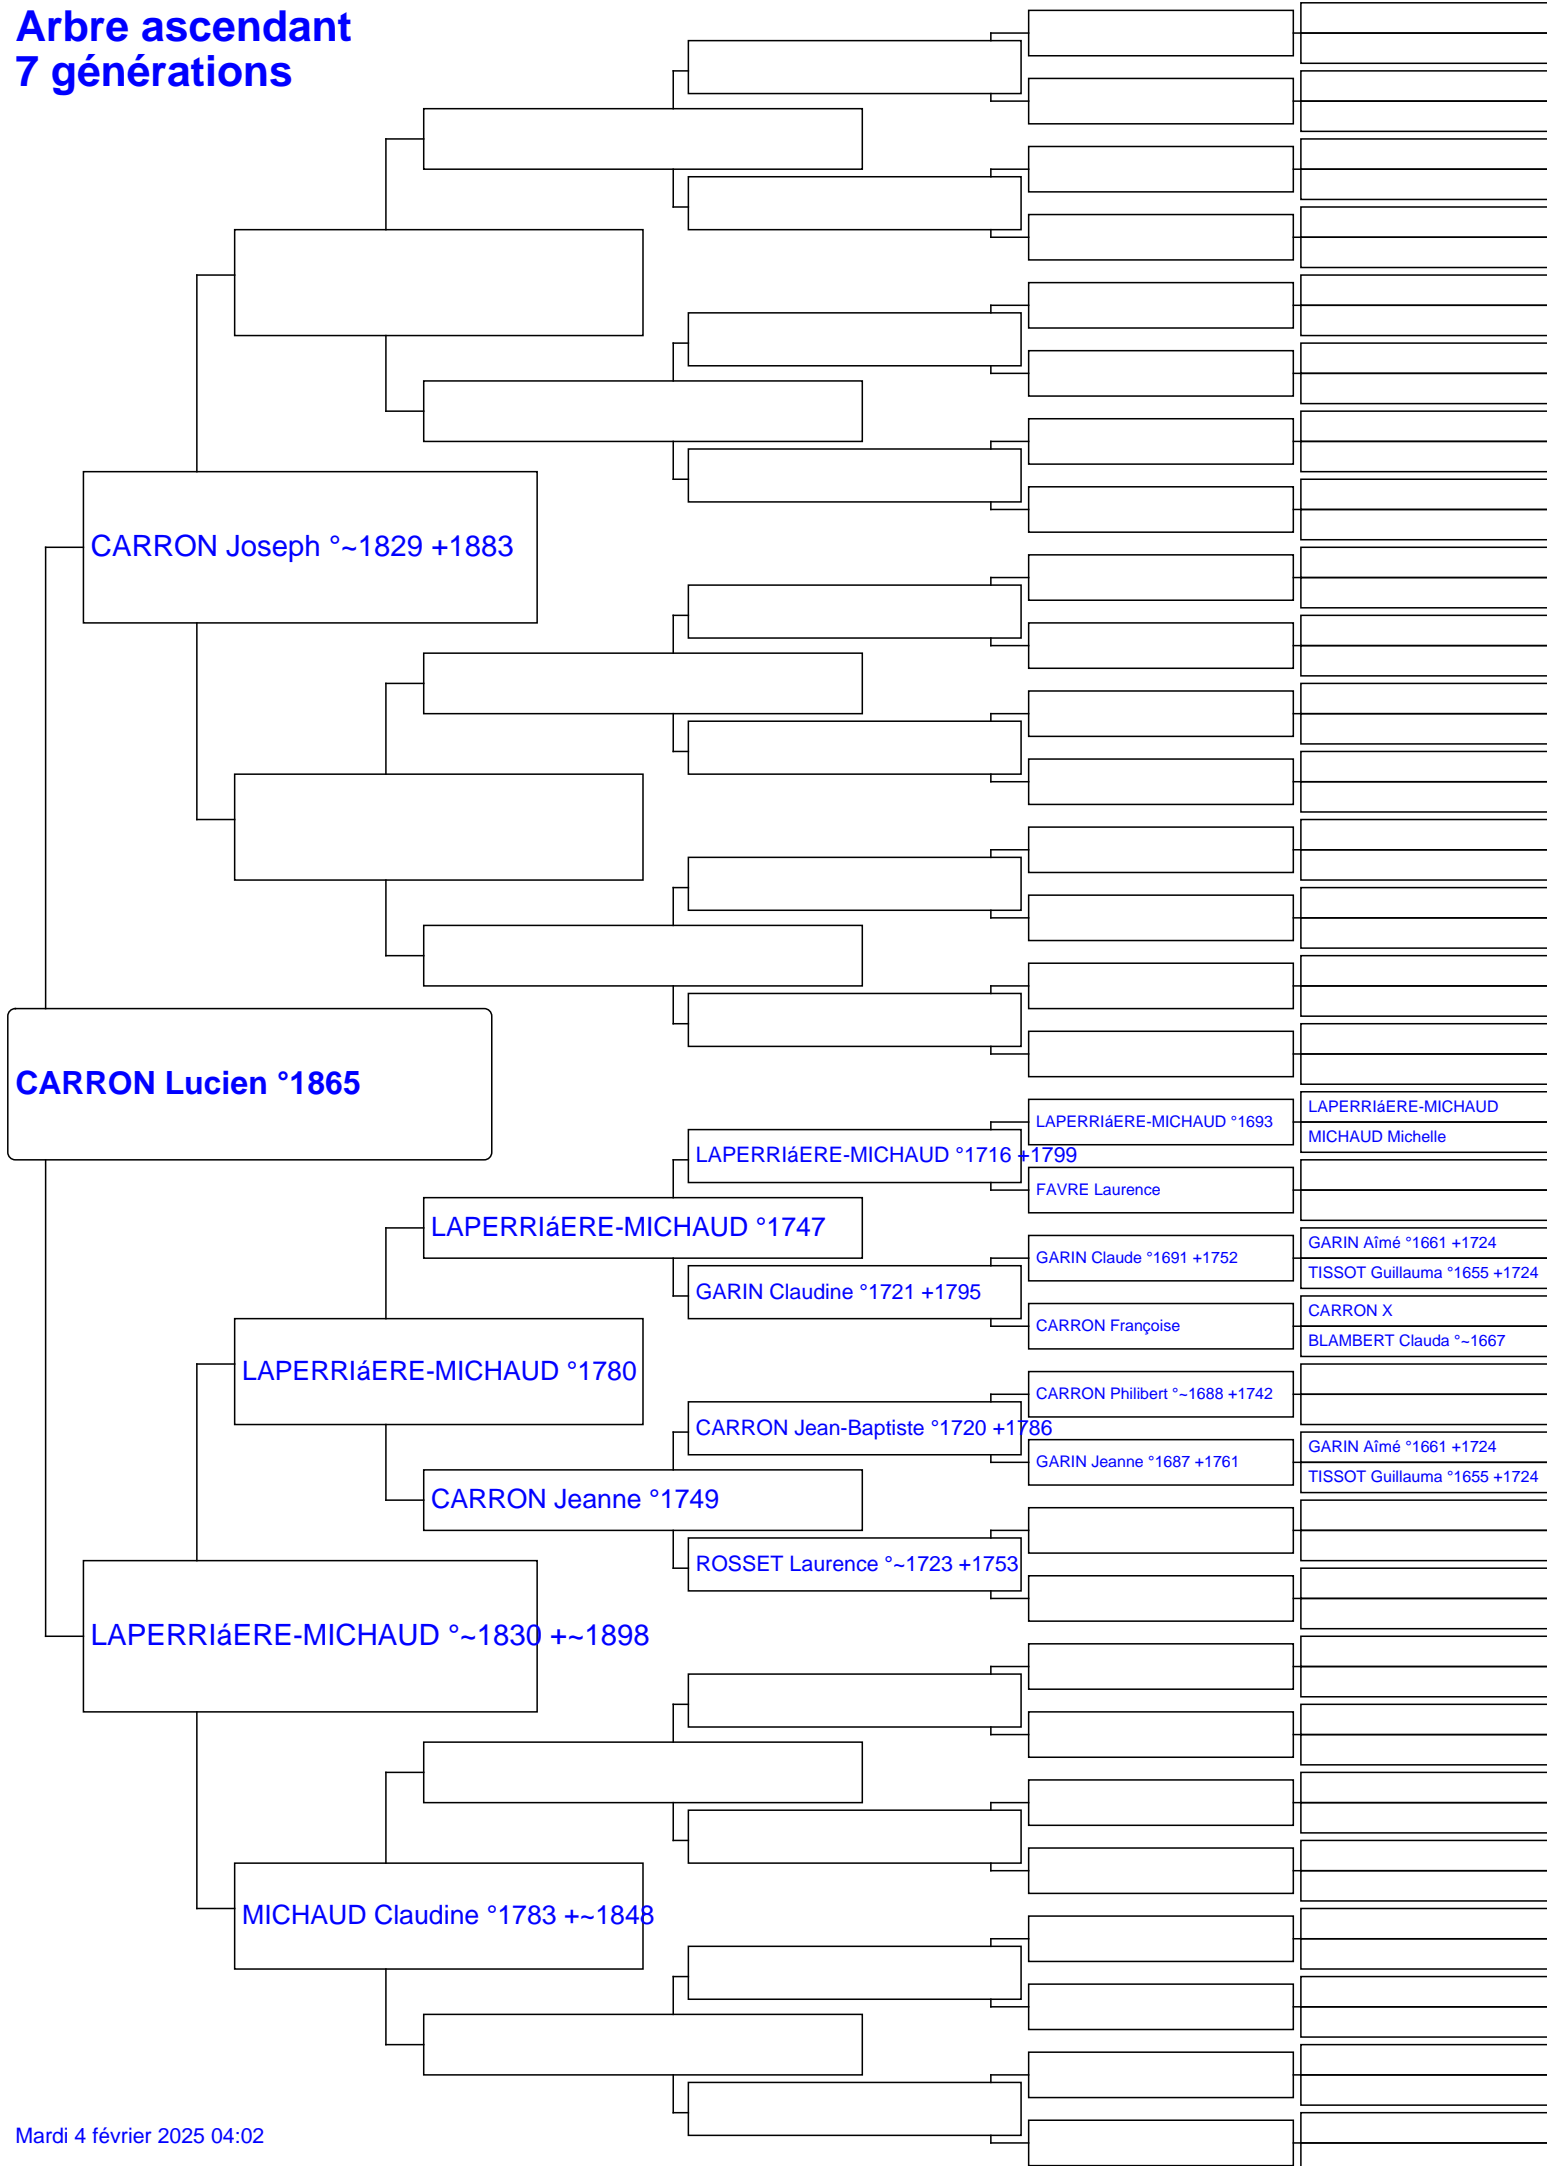 Arbre ascendant
7 générations
CARRON Joseph °~1829 +1883
CARRON Lucien °1865
LAPERRIáERE-MICHAUD °1693
LAPERRIáERE-MICHAUD
MICHAUD Michelle
LAPERRIáERE-MICHAUD °1716 +1799
FAVRE Laurence
LAPERRIáERE-MICHAUD °1747
GARIN Claude °1691 +1752
GARIN Aîmé °1661 +1724
TISSOT Guillauma °1655 +1724
GARIN Claudine °1721 +1795
CARRON Françoise
CARRON X
BLAMBERT Clauda °~1667
LAPERRIáERE-MICHAUD °1780
CARRON Philibert °~1688 +1742
CARRON Jean-Baptiste °1720 +1786
GARIN Jeanne °1687 +1761
GARIN Aîmé °1661 +1724
TISSOT Guillauma °1655 +1724
CARRON Jeanne °1749
ROSSET Laurence °~1723 +1753
LAPERRIáERE-MICHAUD °~1830 +~1898
MICHAUD Claudine °1783 +~1848
Mardi 4 février 2025 04:02